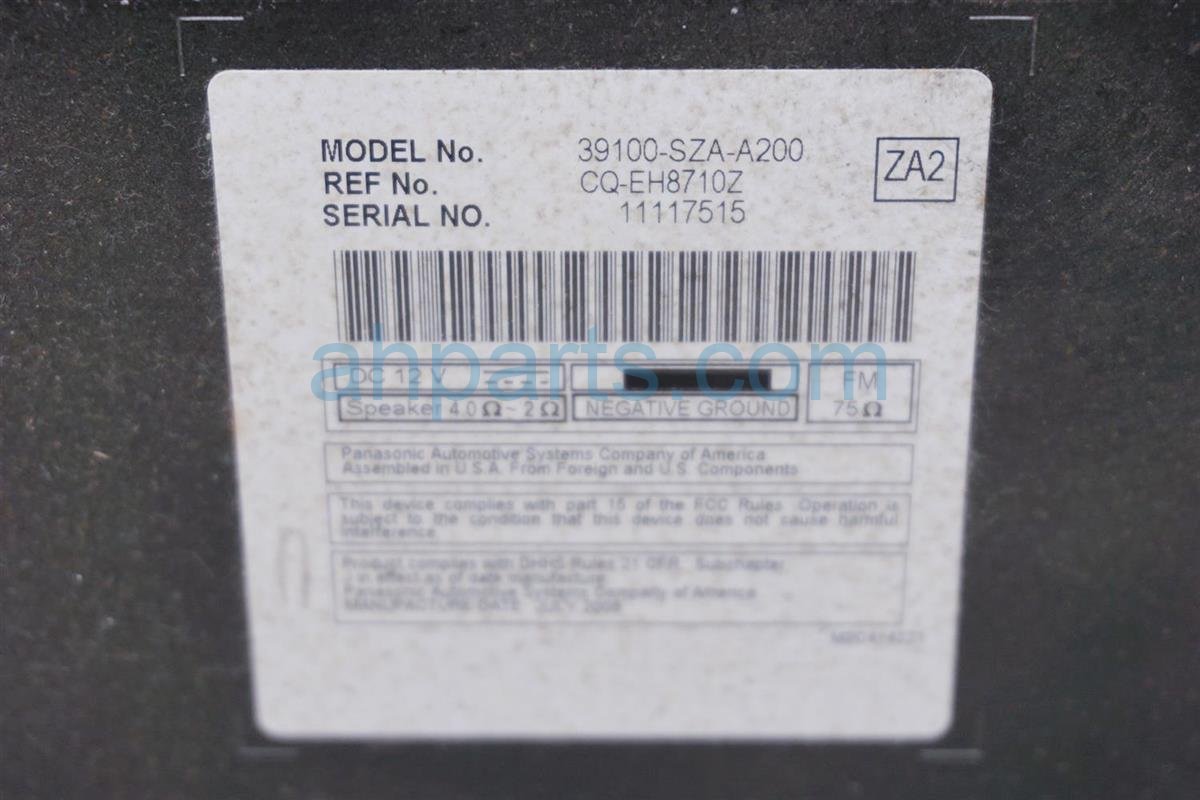 MODEL No. 39100-SZA-A200 ZA2
REF No. CQ-EH8710Z
SERIAL NO. 11117515
ahparts.com
DC 12 V FM
Speaker 4.0 Ω ~ 2 Ω NEGATIVE GROUND 75 Ω
Panasonic Automotive Systems Company of America
Assembled in U.S.A. From Foreign and U.S. Components
This device complies with part 15 of the FCC Rules. Operation is
subject to the condition that this device does not cause harmful
interference.
Product complies with DHHS Rules 21 CFR, Subchapter
J in effect as of date manufacture.
Panasonic Automotive Systems Company of America
MANUFACTURE DATE: JULY